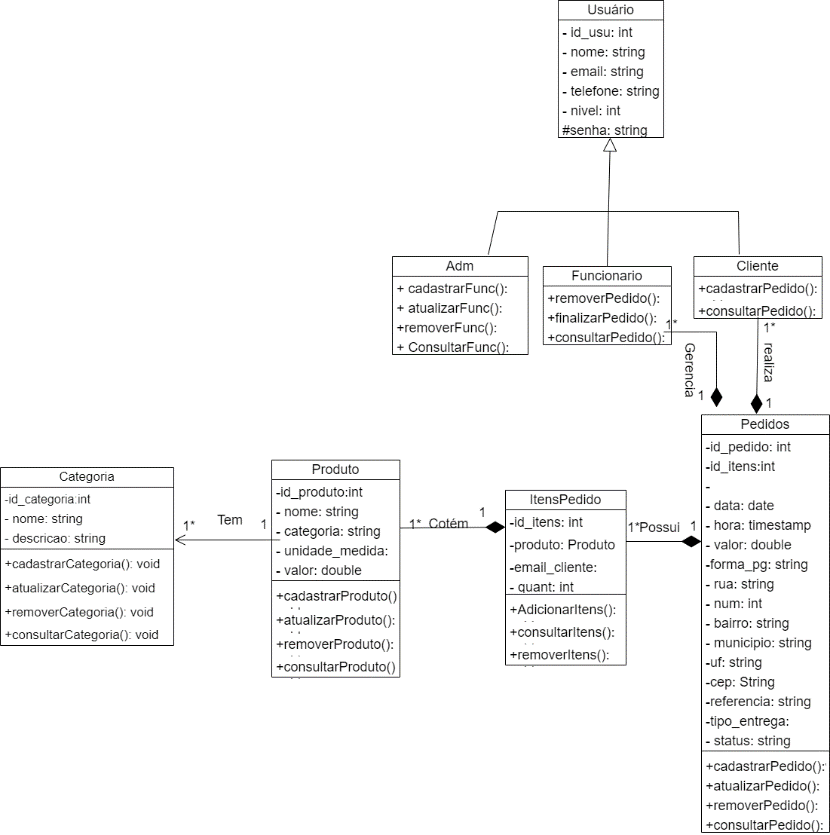 Usuário
- id_usu: int
- nome: string
- email: string
- telefone: string
- nivel: int
#senha: string
Adm
+ cadastrarFunc():
+ atualizarFunc():
+removerFunc():
+ ConsultarFunc():
Funcionario
+removerPedido():
+finalizarPedido():
+consultarPedido():
Cliente
+cadastrarPedido():
+consultarPedido():
1*
Gerencia
1
1*
realiza
1
Pedidos
-id_pedido: int
-id_itens:int
-
- data: date
- hora: timestamp
- valor: double
-forma_pg: string
- rua: string
- num: int
- bairro: string
- municipio: string
-uf: string
-cep: String
-referencia: string
-tipo_entrega:
- status: string
+cadastrarPedido():
+atualizarPedido():
+removerPedido():
+consultarPedido():
Categoria
-id_categoria:int
- nome: string
- descricao: string
+cadastrarCategoria(): void
+atualizarCategoria(): void
+removerCategoria(): void
+consultarCategoria(): void
1*
Tem
1
Produto
-id_produto:int
- nome: string
- categoria: string
- unidade_medida:
- valor: double
+cadastrarProduto()
+atualizarProduto():
+removerProduto():
+consultarProduto()
1*
Cotém
1
ItensPedido
-id_itens: int
-produto: Produto
-email_cliente:
- quant: int
+AdicionarItens():
+consultarItens():
+removerItens():
1*
Possui
1